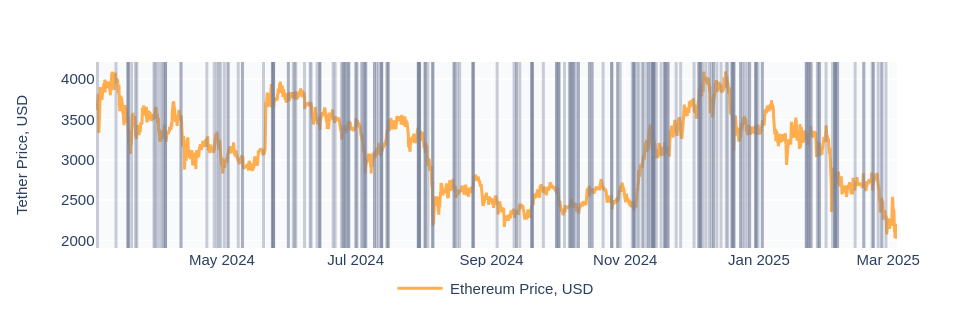 4000
3500
3000
2500
2000
Tether Price, USD
May 2024
Jul 2024
Sep 2024
Nov 2024
Jan 2025
Mar 2025
Ethereum Price, USD